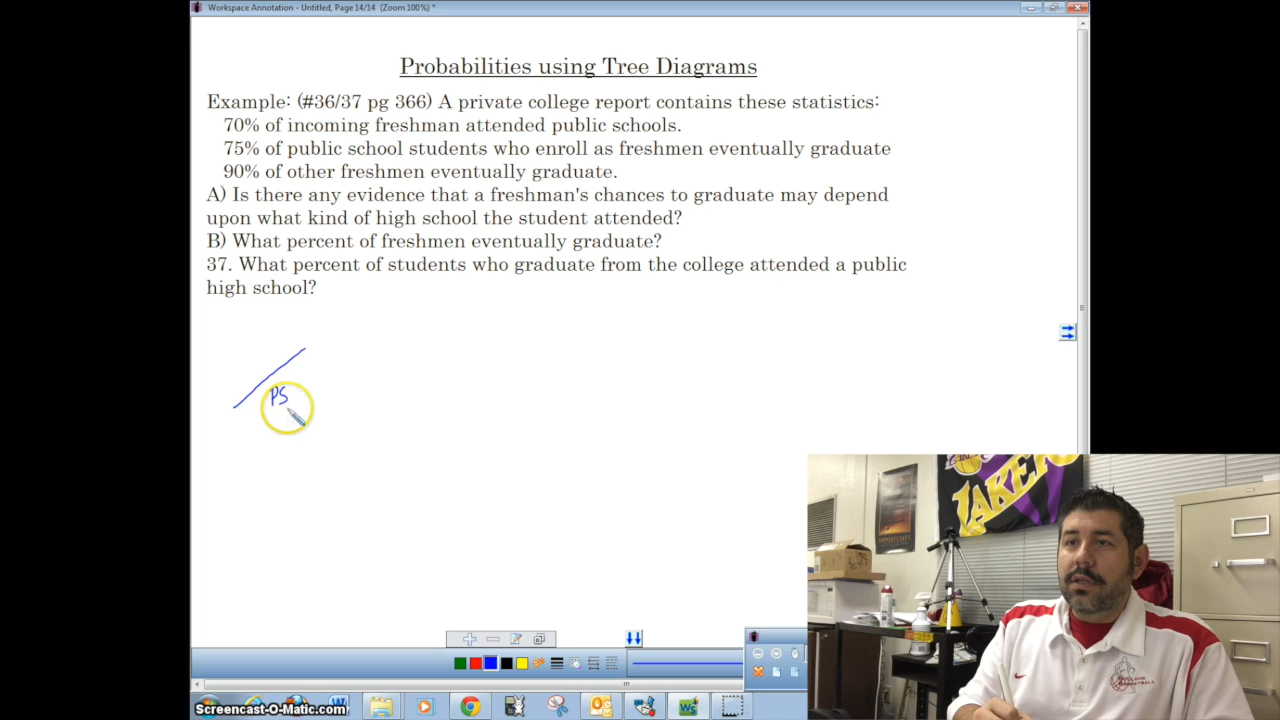 Workspace Annotation - Untitled, Page 14/14 (Zoom 100%) *
Probabilities using Tree Diagrams
Example: (#36/37 pg 366) A private college report contains these statistics:
70% of incoming freshman attended public schools.
75% of public school students who enroll as freshmen eventually graduate
90% of other freshmen eventually graduate.
A) Is there any evidence that a freshman's chances to graduate may depend
upon what kind of high school the student attended?
B) What percent of freshmen eventually graduate?
37. What percent of students who graduate from the college attended a public
high school?
PS
LAKERS
OPPORTUNITY
BASKETBALL
Screencast-O-Matic.com